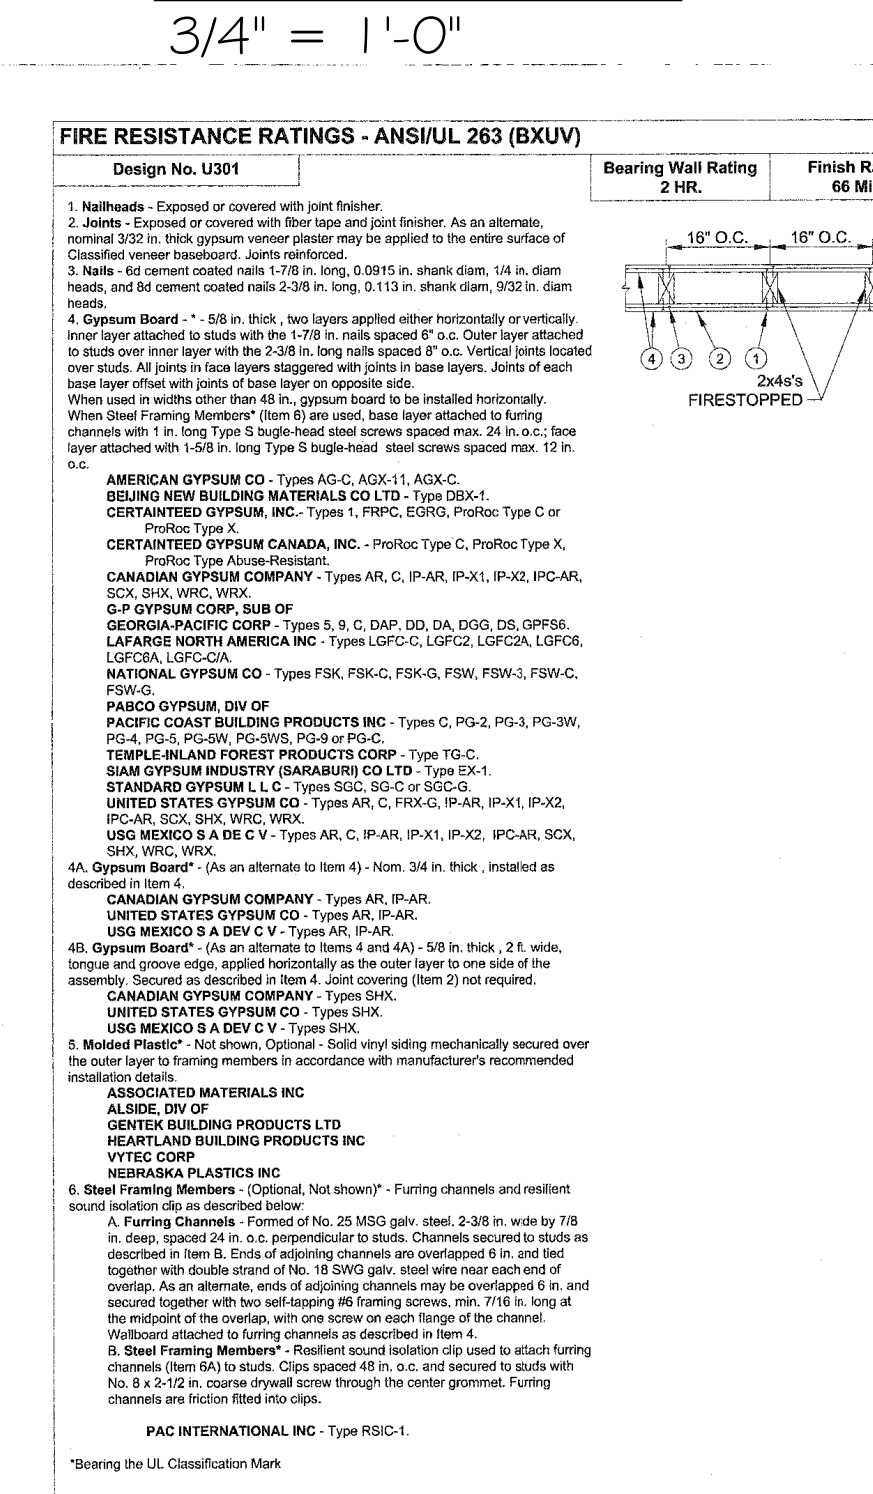 3/4" = 1'-0"
FIRE RESISTANCE RATINGS - ANSI/UL 263 (BXUV)
Design No. U301
Bearing Wall Rating
2 HR.
Finish R
66 Mi
1. Nailheads - Exposed or covered with joint finisher.
2. Joints - Exposed or covered with fiber tape and joint finisher. As an alternate,
nominal 3/32 in. thick gypsum veneer plaster may be applied to the entire surface of
Classified veneer baseboard. Joints reinforced.
3. Nails - 6d cement coated nails 1-7/8 in. long, 0.0915 in. shank diam, 1/4 in. diam
heads, and 8d cement coated nails 2-3/8 in. long, 0.113 in. shank diam, 9/32 in. diam
heads.
4. Gypsum Board - * - 5/8 in. thick , two layers applied either horizontally or vertically.
Inner layer attached to studs with the 1-7/8 in. nails spaced 6" o.c. Outer layer attached
to studs over inner layer with the 2-3/8 in. long nails spaced 8" o.c. Vertical joints located
over studs. All joints in face layers staggered with joints in base layers. Joints of each
base layer offset with joints of base layer on opposite side.
When used in widths other than 48 in., gypsum board to be installed horizontally.
When Steel Framing Members* (Item 6) are used, base layer attached to furring
channels with 1 in. long Type S bugle-head steel screws spaced max. 24 in. o.c.; face
layer attached with 1-5/8 in. long Type S bugle-head steel screws spaced max. 12 in.
o.c.
AMERICAN GYPSUM CO - Types AG-C, AGX-11, AGX-C.
BEIJING NEW BUILDING MATERIALS CO LTD - Type DBX-1.
CERTAINTEED GYPSUM, INC.- Types 1, FRPC, EGRG, ProRoc Type C or
ProRoc Type X.
CERTAINTEED GYPSUM CANADA, INC. - ProRoc Type C, ProRoc Type X,
ProRoc Type Abuse-Resistant.
CANADIAN GYPSUM COMPANY - Types AR, C, IP-AR, IP-X1, IP-X2, IPC-AR,
SCX, SHX, WRC, WRX.
G-P GYPSUM CORP, SUB OF
GEORGIA-PACIFIC CORP - Types 5, 9, C, DAP, DD, DA, DGG, DS, GPFS6.
LAFARGE NORTH AMERICA INC - Types LGFC-C, LGFC2, LGFC2A, LGFC6,
LGFC6A, LGFC-C/A.
NATIONAL GYPSUM CO - Types FSK, FSK-C, FSK-G, FSW, FSW-3, FSW-C,
FSW-G.
PABCO GYPSUM, DIV OF
PACIFIC COAST BUILDING PRODUCTS INC - Types C, PG-2, PG-3, PG-3W,
PG-4, PG-5, PG-5W, PG-5WS, PG-9 or PG-C.
TEMPLE-INLAND FOREST PRODUCTS CORP - Type TG-C.
SIAM GYPSUM INDUSTRY (SARABURI) CO LTD - Type EX-1.
STANDARD GYPSUM L L C - Types SGC, SG-C or SGC-G.
UNITED STATES GYPSUM CO - Types AR, C, FRX-G, IP-AR, IP-X1, IP-X2,
IPC-AR, SCX, SHX, WRC, WRX.
USG MEXICO S A DE C V - Types AR, C, IP-AR, IP-X1, IP-X2, IPC-AR, SCX,
SHX, WRC, WRX.
4A. Gypsum Board* - (As an alternate to Item 4) - Nom. 3/4 in. thick , installed as
described in Item 4.
CANADIAN GYPSUM COMPANY - Types AR, IP-AR.
UNITED STATES GYPSUM CO - Types AR, IP-AR.
USG MEXICO S A DEV C V - Types AR, IP-AR.
4B. Gypsum Board* - (As an alternate to Items 4 and 4A) - 5/8 in. thick , 2 ft. wide,
tongue and groove edge, applied horizontally as the outer layer to one side of the
assembly. Secured as described in Item 4. Joint covering (Item 2) not required.
CANADIAN GYPSUM COMPANY - Types SHX.
UNITED STATES GYPSUM CO - Types SHX.
USG MEXICO S A DEV C V - Types SHX.
5. Molded Plastic* - Not shown, Optional - Solid vinyl siding mechanically secured over
the outer layer to framing members in accordance with manufacturer's recommended
installation details.
ASSOCIATED MATERIALS INC
ALSIDE, DIV OF
GENTEK BUILDING PRODUCTS LTD
HEARTLAND BUILDING PRODUCTS INC
VYTEC CORP
NEBRASKA PLASTICS INC
6. Steel Framing Members - (Optional, Not shown)* - Furring channels and resilient
sound isolation clip as described below:
A. Furring Channels - Formed of No. 25 MSG galv. steel. 2-3/8 in. wide by 7/8
in. deep, spaced 24 in. o.c. perpendicular to studs. Channels secured to studs as
described in Item B. Ends of adjoining channels are overlapped 6 in. and tied
together with double strand of No. 18 SWG galv. steel wire near each end of
overlap. As an alternate, ends of adjoining channels may be overlapped 6 in. and
secured together with two self-tapping #6 framing screws, min. 7/16 in. long at
the midpoint of the overlap, with one screw on each flange of the channel.
Wallboard attached to furring channels as described in Item 4.
B. Steel Framing Members* - Resilient sound isolation clip used to attach furring
channels (Item 6A) to studs. Clips spaced 48 in. o.c. and secured to studs with
No. 8 x 2-1/2 in. coarse drywall screw through the center grommet. Furring
channels are friction fitted into clips.
PAC INTERNATIONAL INC - Type RSIC-1.
*Bearing the UL Classification Mark
16" O.C. 16" O.C.
4 3 2 1
2x4s's
FIRESTOPPED